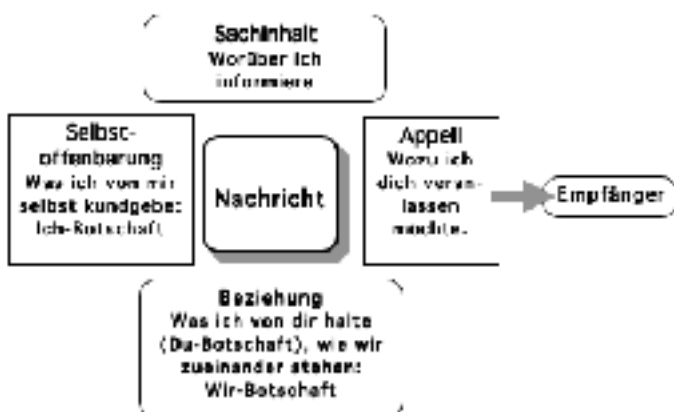 Sachinhalt
Worüber ich
informiere
Selbst-
offenbarung
Was ich von mir
selbst kundgebe:
Ich-Botschaft
Nachricht
Appell
Wozu ich
dich veran-
lassen
möchte.
Empfänger
Beziehung
Was ich von dir halte
(Du-Botschaft), wie wir
zueinander stehen:
Wir-Botschaft